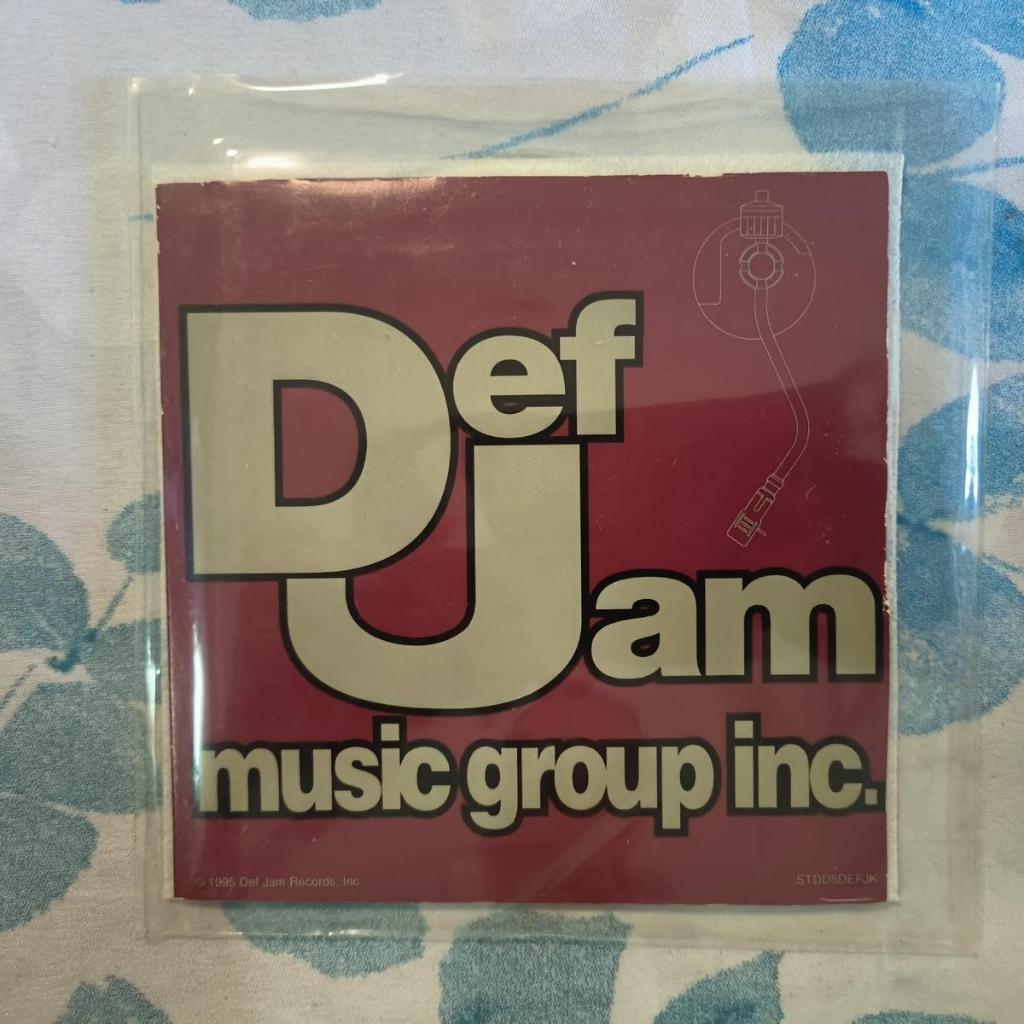 Def
Jam
music group inc.
© 1995 Def Jam Records, Inc.
STDD5DEFJK